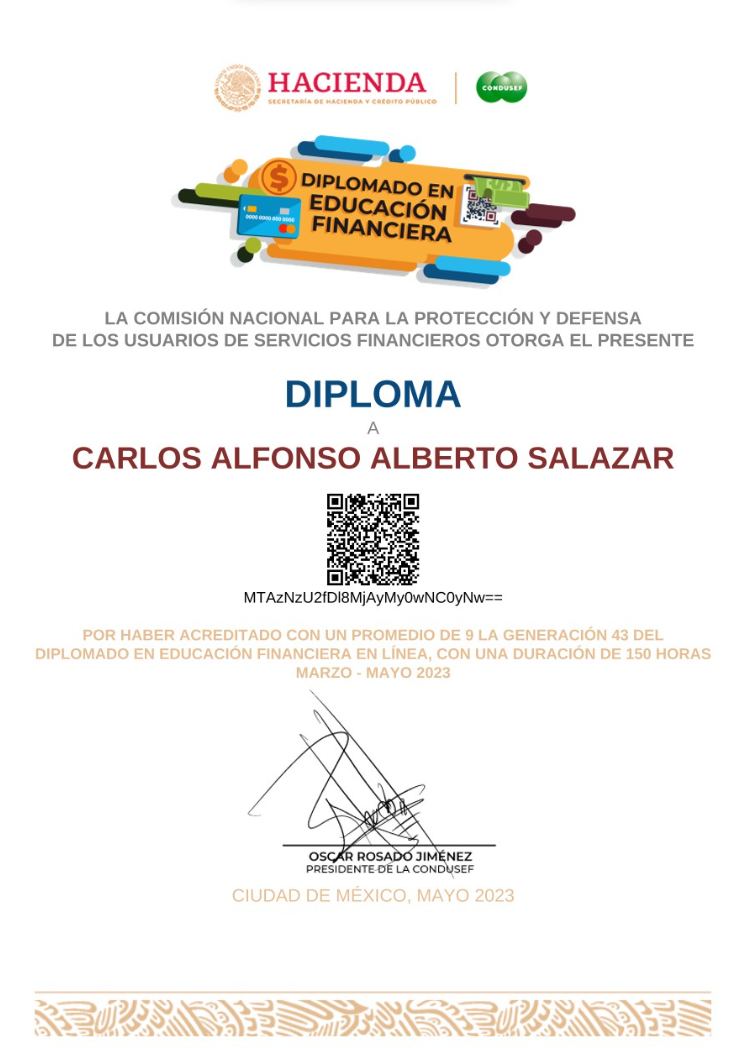 HACIENDA
SECRETARÍA DE HACIENDA Y CRÉDITO PÚBLICO
CONDUSEF
DIPLOMADO EN
EDUCACIÓN
FINANCIERA
0000 0000 000 0000
LA COMISIÓN NACIONAL PARA LA PROTECCIÓN Y DEFENSA
DE LOS USUARIOS DE SERVICIOS FINANCIEROS OTORGA EL PRESENTE
DIPLOMA
A
CARLOS ALFONSO ALBERTO SALAZAR
MTAzNzU2fDl8MjAyMy0wNC0yNw==
POR HABER ACREDITADO CON UN PROMEDIO DE 9 LA GENERACIÓN 43 DEL
DIPLOMADO EN EDUCACIÓN FINANCIERA EN LÍNEA, CON UNA DURACIÓN DE 150 HORAS
MARZO - MAYO 2023
OSCAR ROSADO JIMÉNEZ
PRESIDENTE DE LA CONDUSEF
CIUDAD DE MÉXICO, MAYO 2023